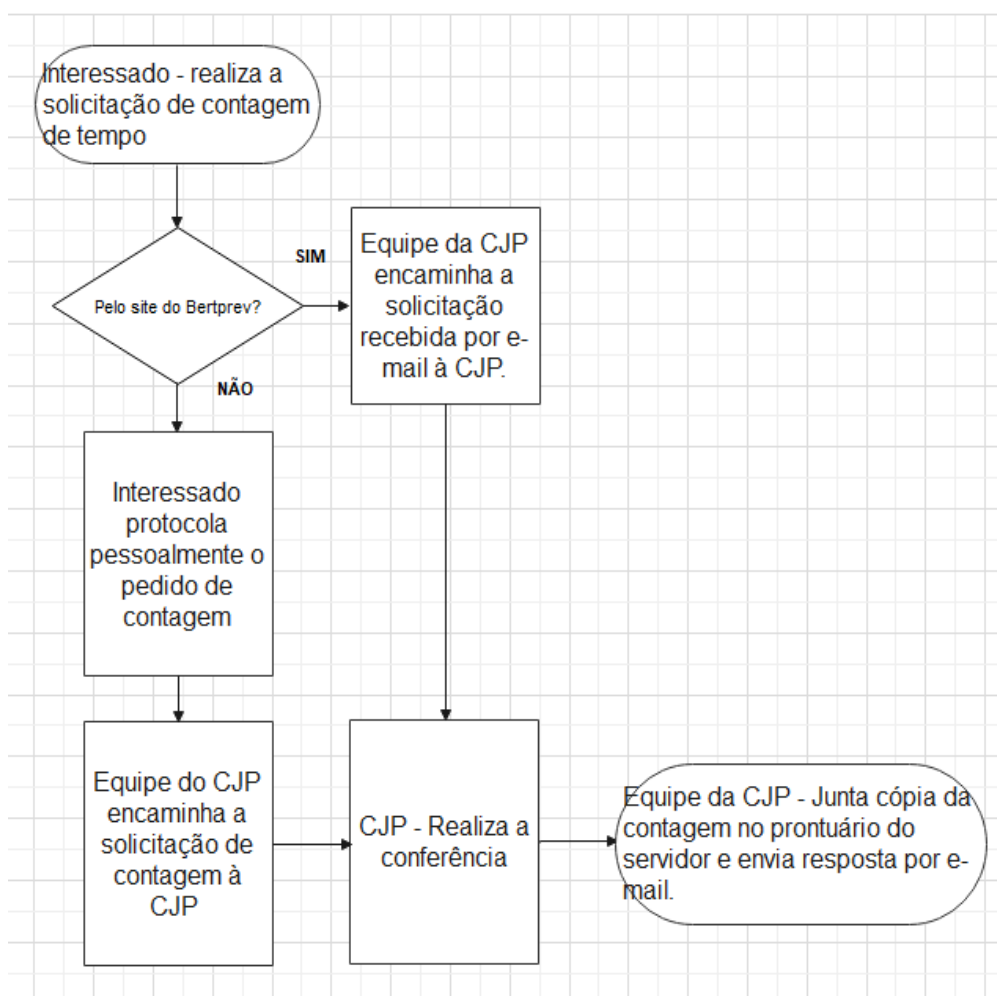 Interessado - realiza a
solicitação de contagem
de tempo
Pelo site do Bertprev?
SIM
Equipe da CJP
encaminha a
solicitação
recebida por e-
mail à CJP.
NÃO
Interessado
protocola
pessoalmente o
pedido de
contagem
Equipe do CJP
encaminha a
solicitação de
contagem à
CJP
CJP - Realiza a
conferência
Equipe da CJP - Junta cópia da
contagem no prontuário do
servidor e envia resposta por e-
mail.